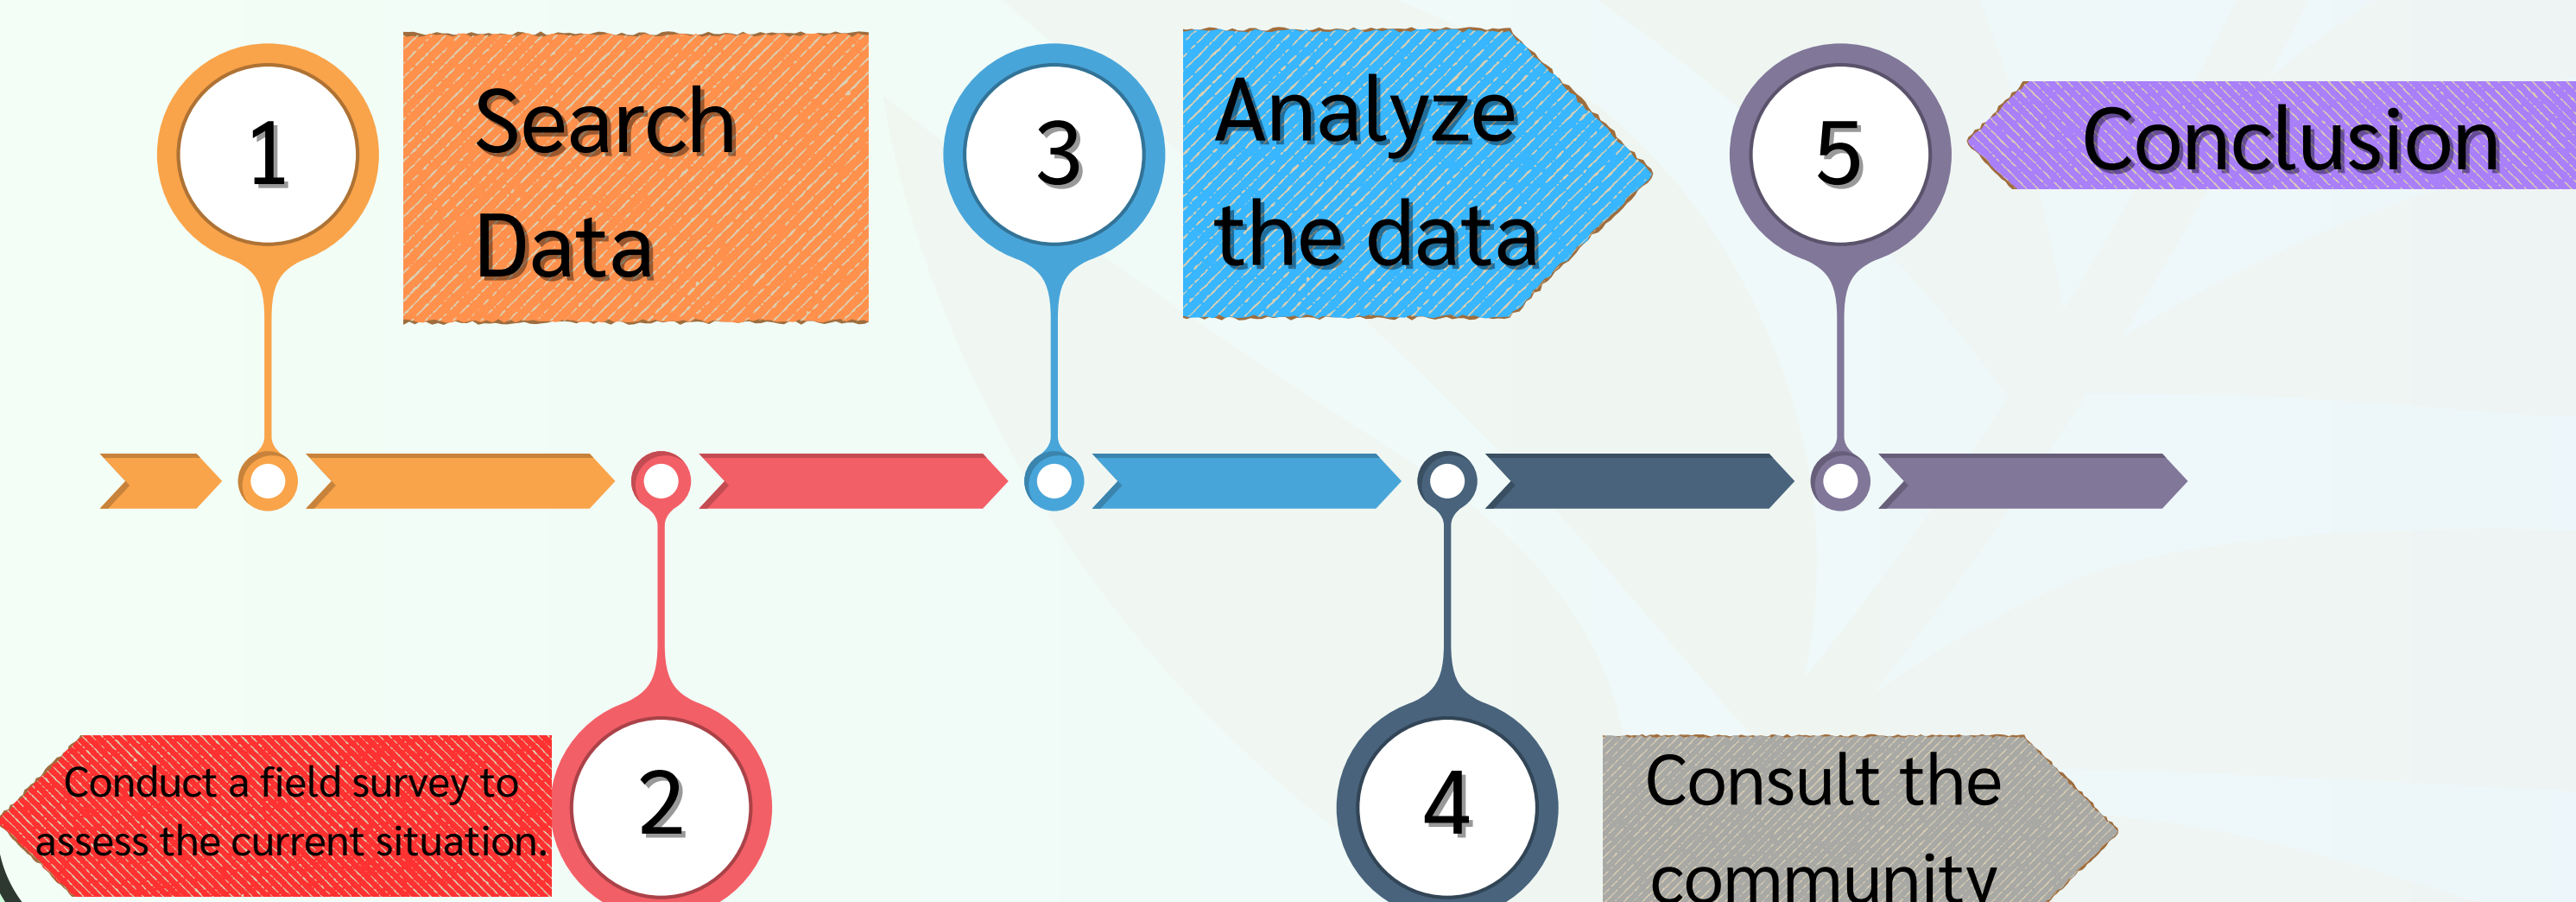 1
Search
Data
3
Analyze
the data
5
Conclusion
Conduct a field survey to
assess the current situation.
2
4
Consult the
community